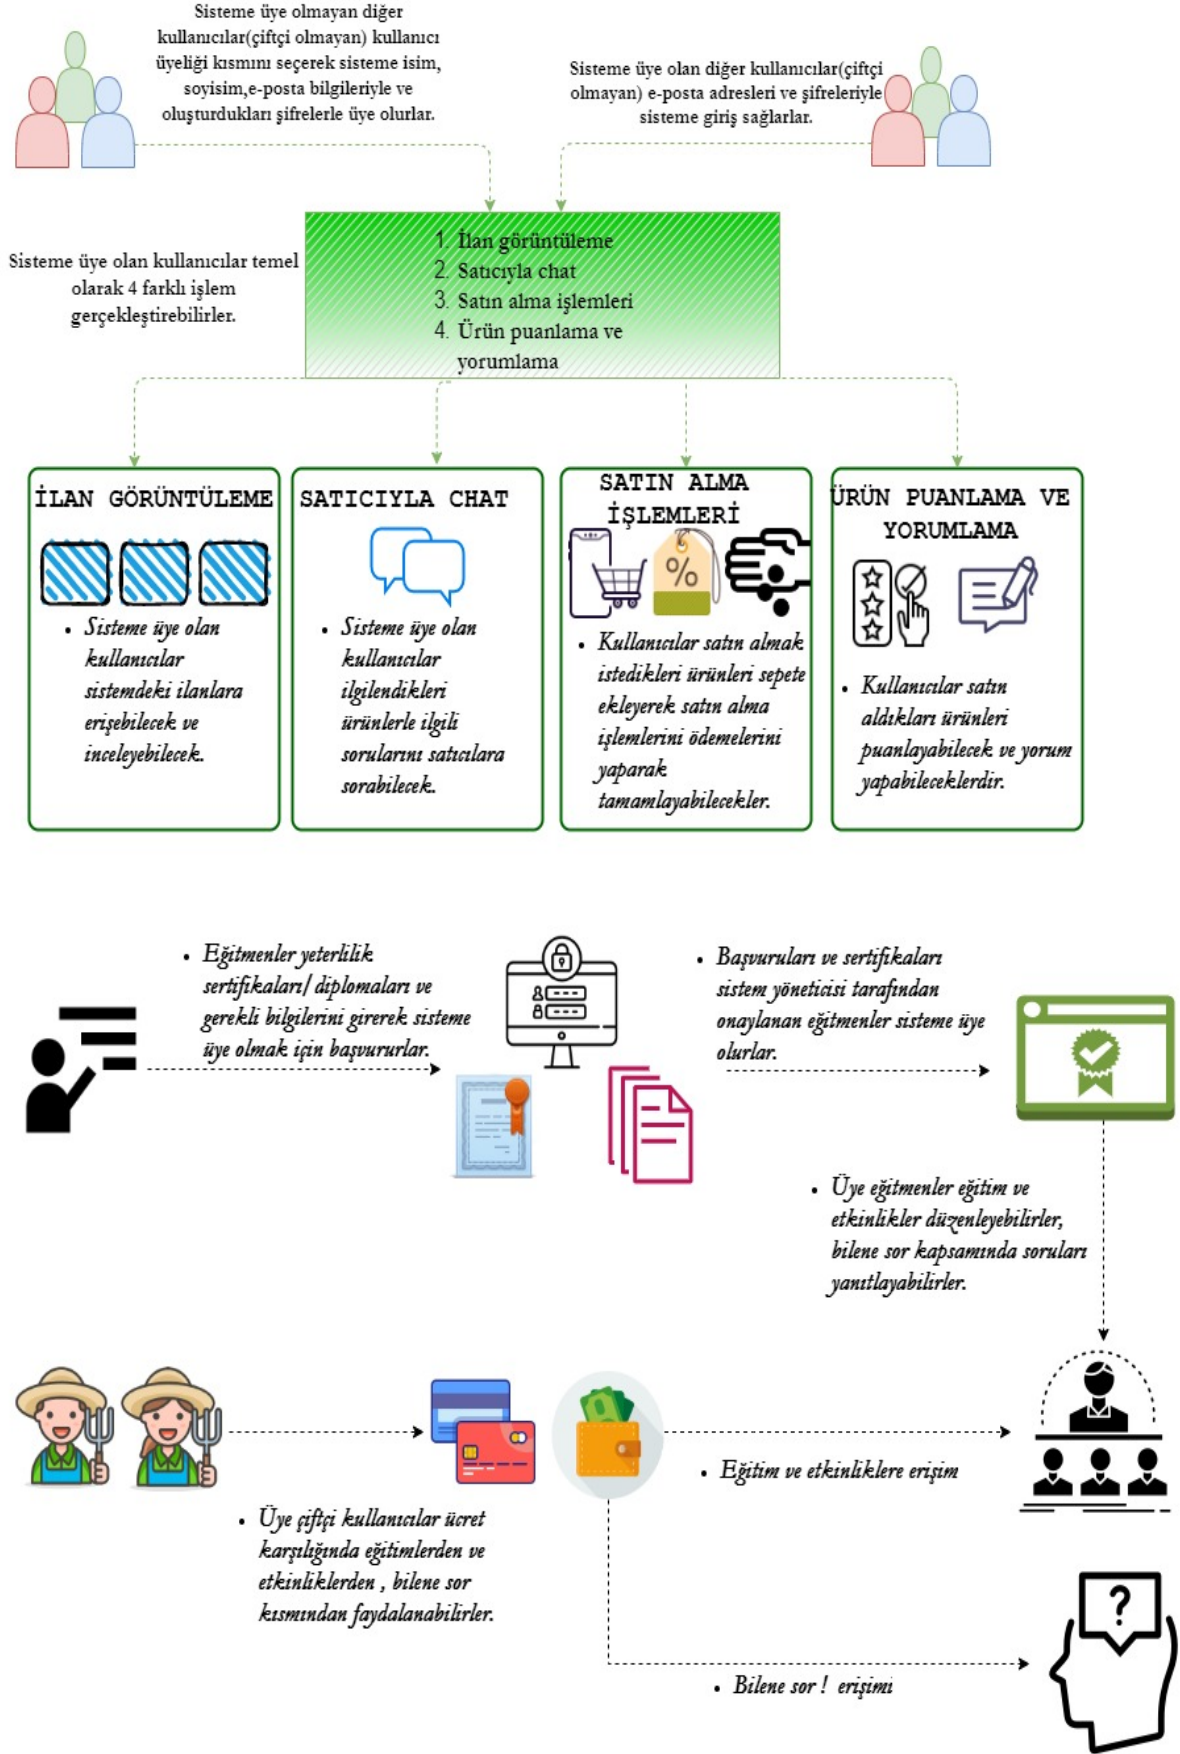 Sisteme üye olmayan diğer
kullanıcılar(çiftçi olmayan) kullanıcı
üyeliği kısmını seçerek sisteme isim,
soyisim,e-posta bilgileriyle ve
oluşturdukları şifrelerle üye olurlar.
Sisteme üye olan diğer kullanıcılar(çiftçi
olmayan) e-posta adresleri ve şifreleriyle
sisteme giriş sağlarlar.
Sisteme üye olan kullanıcılar temel
olarak 4 farklı işlem
gerçekleştirebilirler.
1. İlan görüntüleme
2. Satıcıyla chat
3. Satın alma işlemleri
4. Ürün puanlama ve
yorumlama
İLAN GÖRÜNTÜLEME
• Sisteme üye olan
kullanıcılar
sistemdeki ilanlara
erişebilecek ve
inceleyebilecek.
SATICIYLA CHAT
• Sisteme üye olan
kullanıcılar
ilgilendikleri
ürünlerle ilgili
sorularını satıcılara
sorabilecek.
SATIN ALMA
İŞLEMLERİ
%
• Kullanıcılar satın almak
istedikleri ürünleri sepete
ekleyerek satın alma
işlemlerini ödemelerini
yaparak
tamamlayabilecekler.
ÜRÜN PUANLAMA VE
YORUMLAMA
• Kullanıcılar satın
aldıkları ürünleri
puanlayabilecek ve yorum
yapabileceklerdir.
• Eğitmenler yeterlilik
sertifikaları/diplomaları ve
gerekli bilgilerini girerek sisteme
üye olmak için başvururlar.
• Başvuruları ve sertifikaları
sistem yöneticisi tarafından
onaylanan eğitmenler sisteme üye
olurlar.
• Üye eğitmenler eğitim ve
etkinlikler düzenleyebilirler,
bilene sor kapsamında soruları
yanıtlayabilirler.
• Eğitim ve etkinliklere erişim
• Üye çiftçi kullanıcılar ücret
karşılığında eğitimlerden ve
etkinliklerden , bilene sor
kısmından faydalanabilirler.
?
• Bilene sor ! erişimi